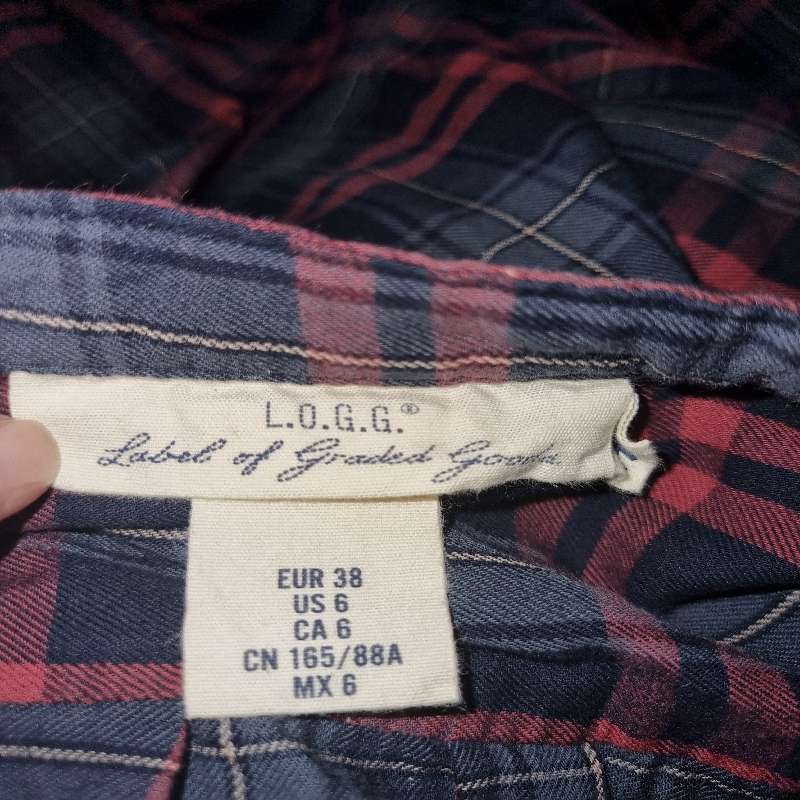 L.O.G.G.®
Label of Graded Goods
EUR 38
US 6
CA 6
CN 165/88A
MX 6